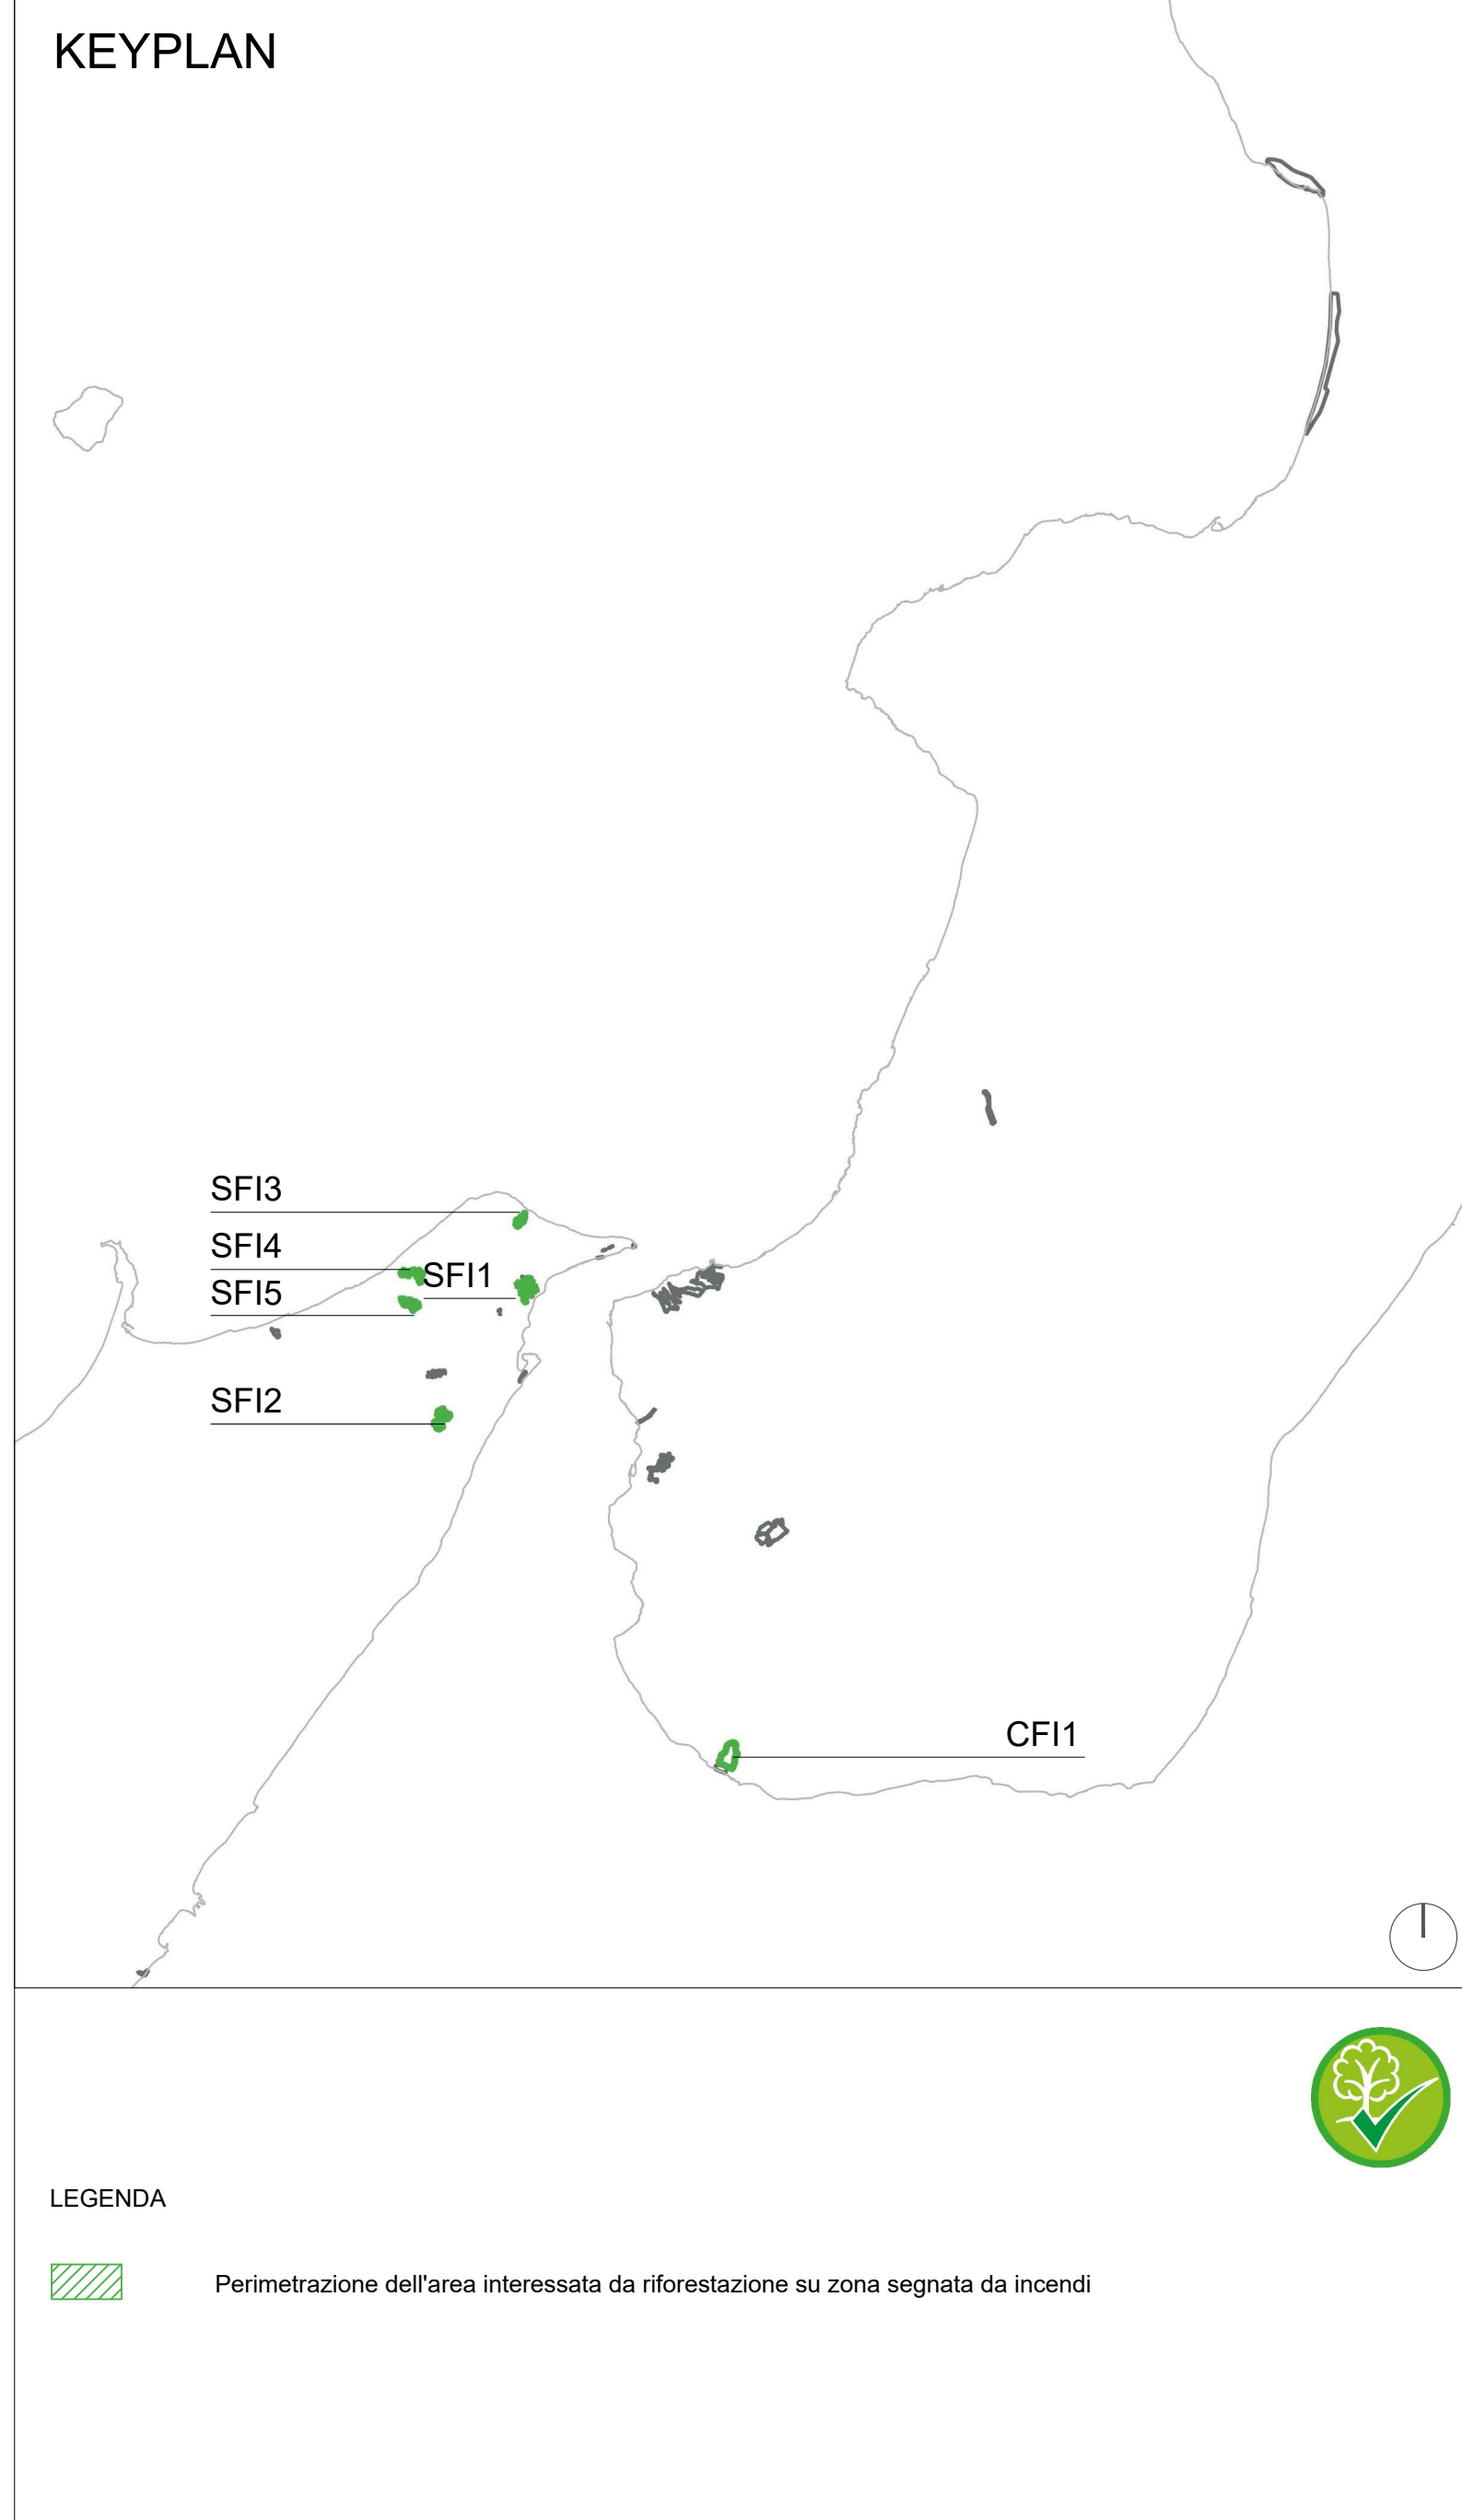 KEYPLAN
SFI3
SFI4
SFI1
SFI5
SFI2
CFI1
LEGENDA
Perimetrazione dell'area interessata da riforestazione su zona segnata da incendi